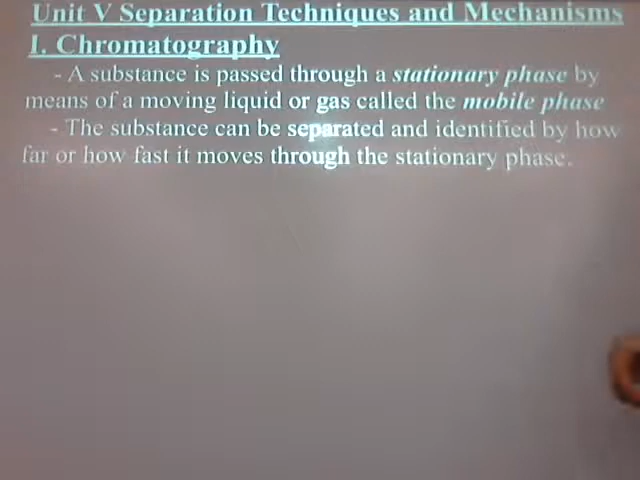 Unit V Separation Techniques and Mechanisms
I. Chromatography
- A substance is passed through a stationary phase by
means of a moving liquid or gas called the mobile phase
- The substance can be separated and identified by how
far or how fast it moves through the stationary phase.